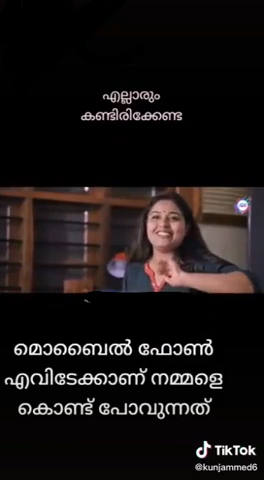 എല്ലാരും
കണ്ടിരിക്കേണ്ട
മൊബൈൽ ഫോൺ
എവിടേക്കാണ് നമ്മളെ
കൊണ്ട് പോവുന്നത്
TikTok
@kunjammed6